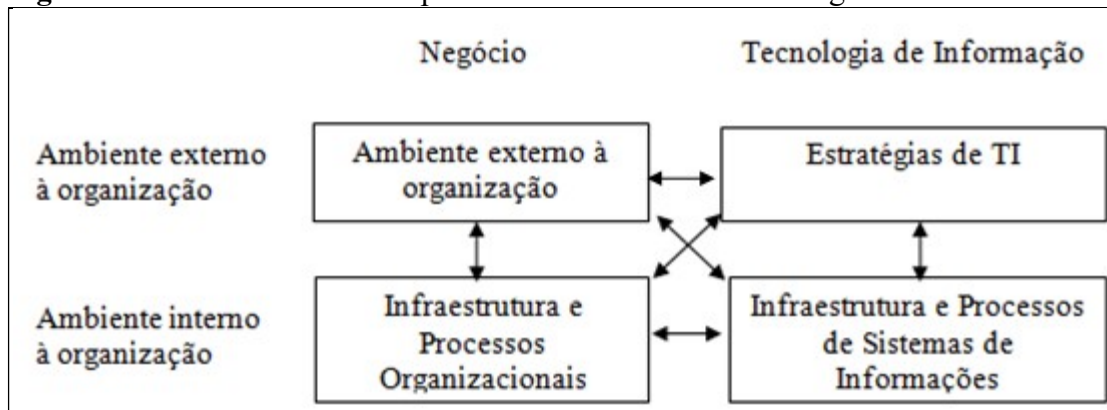 Negócio Tecnologia de Informação
Ambiente externo
à organização
Ambiente externo à
organização
Estratégias de TI
Ambiente interno
à organização
Infraestrutura e
Processos
Organizacionais
Infraestrutura e Processos
de Sistemas de
Informações